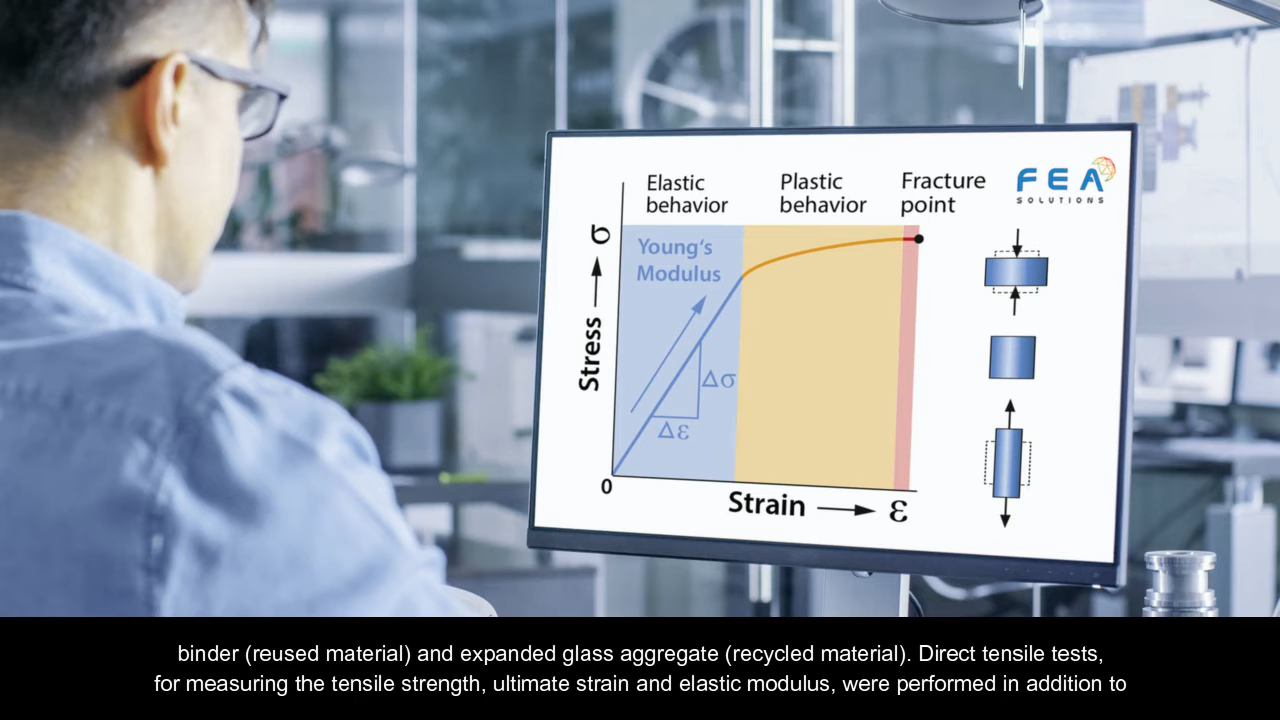 Elastic
behavior
Plastic
behavior
Fracture
point
FEA
SOLUTIONS
Young's
Modulus
Stress
σ
Δσ
Δε
0
Strain
ε
binder (reused material) and expanded glass aggregate (recycled material). Direct tensile tests,
for measuring the tensile strength, ultimate strain and elastic modulus, were performed in addition to